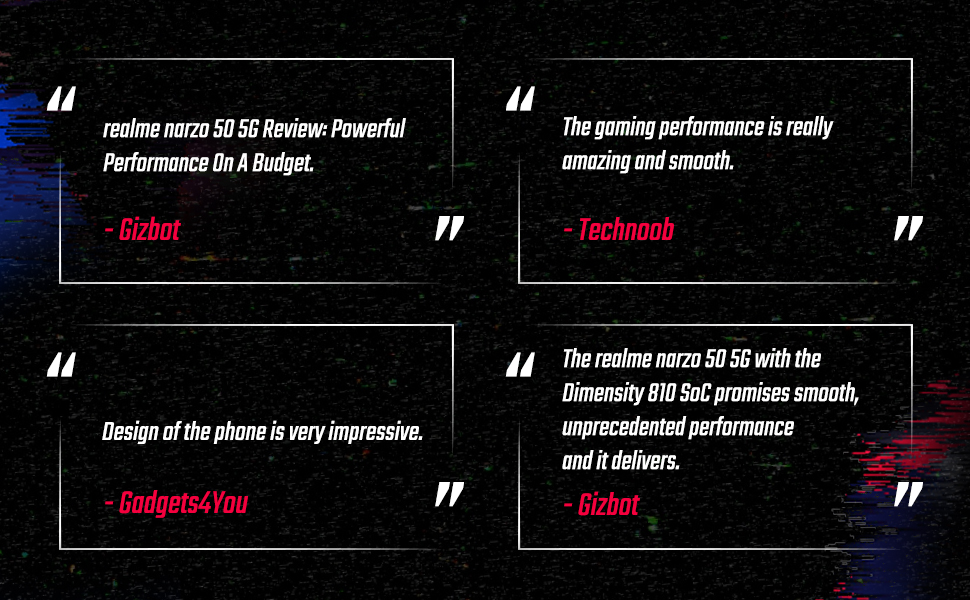 “
realme narzo 50 5G Review: Powerful
Performance On A Budget.
- Gizbot
”
“
The gaming performance is really
amazing and smooth.
- Technoob
”
“
Design of the phone is very impressive.
- Gadgets4You
”
“
The realme narzo 50 5G with the
Dimensity 810 SoC promises smooth,
unprecedented performance
and it delivers.
- Gizbot
”